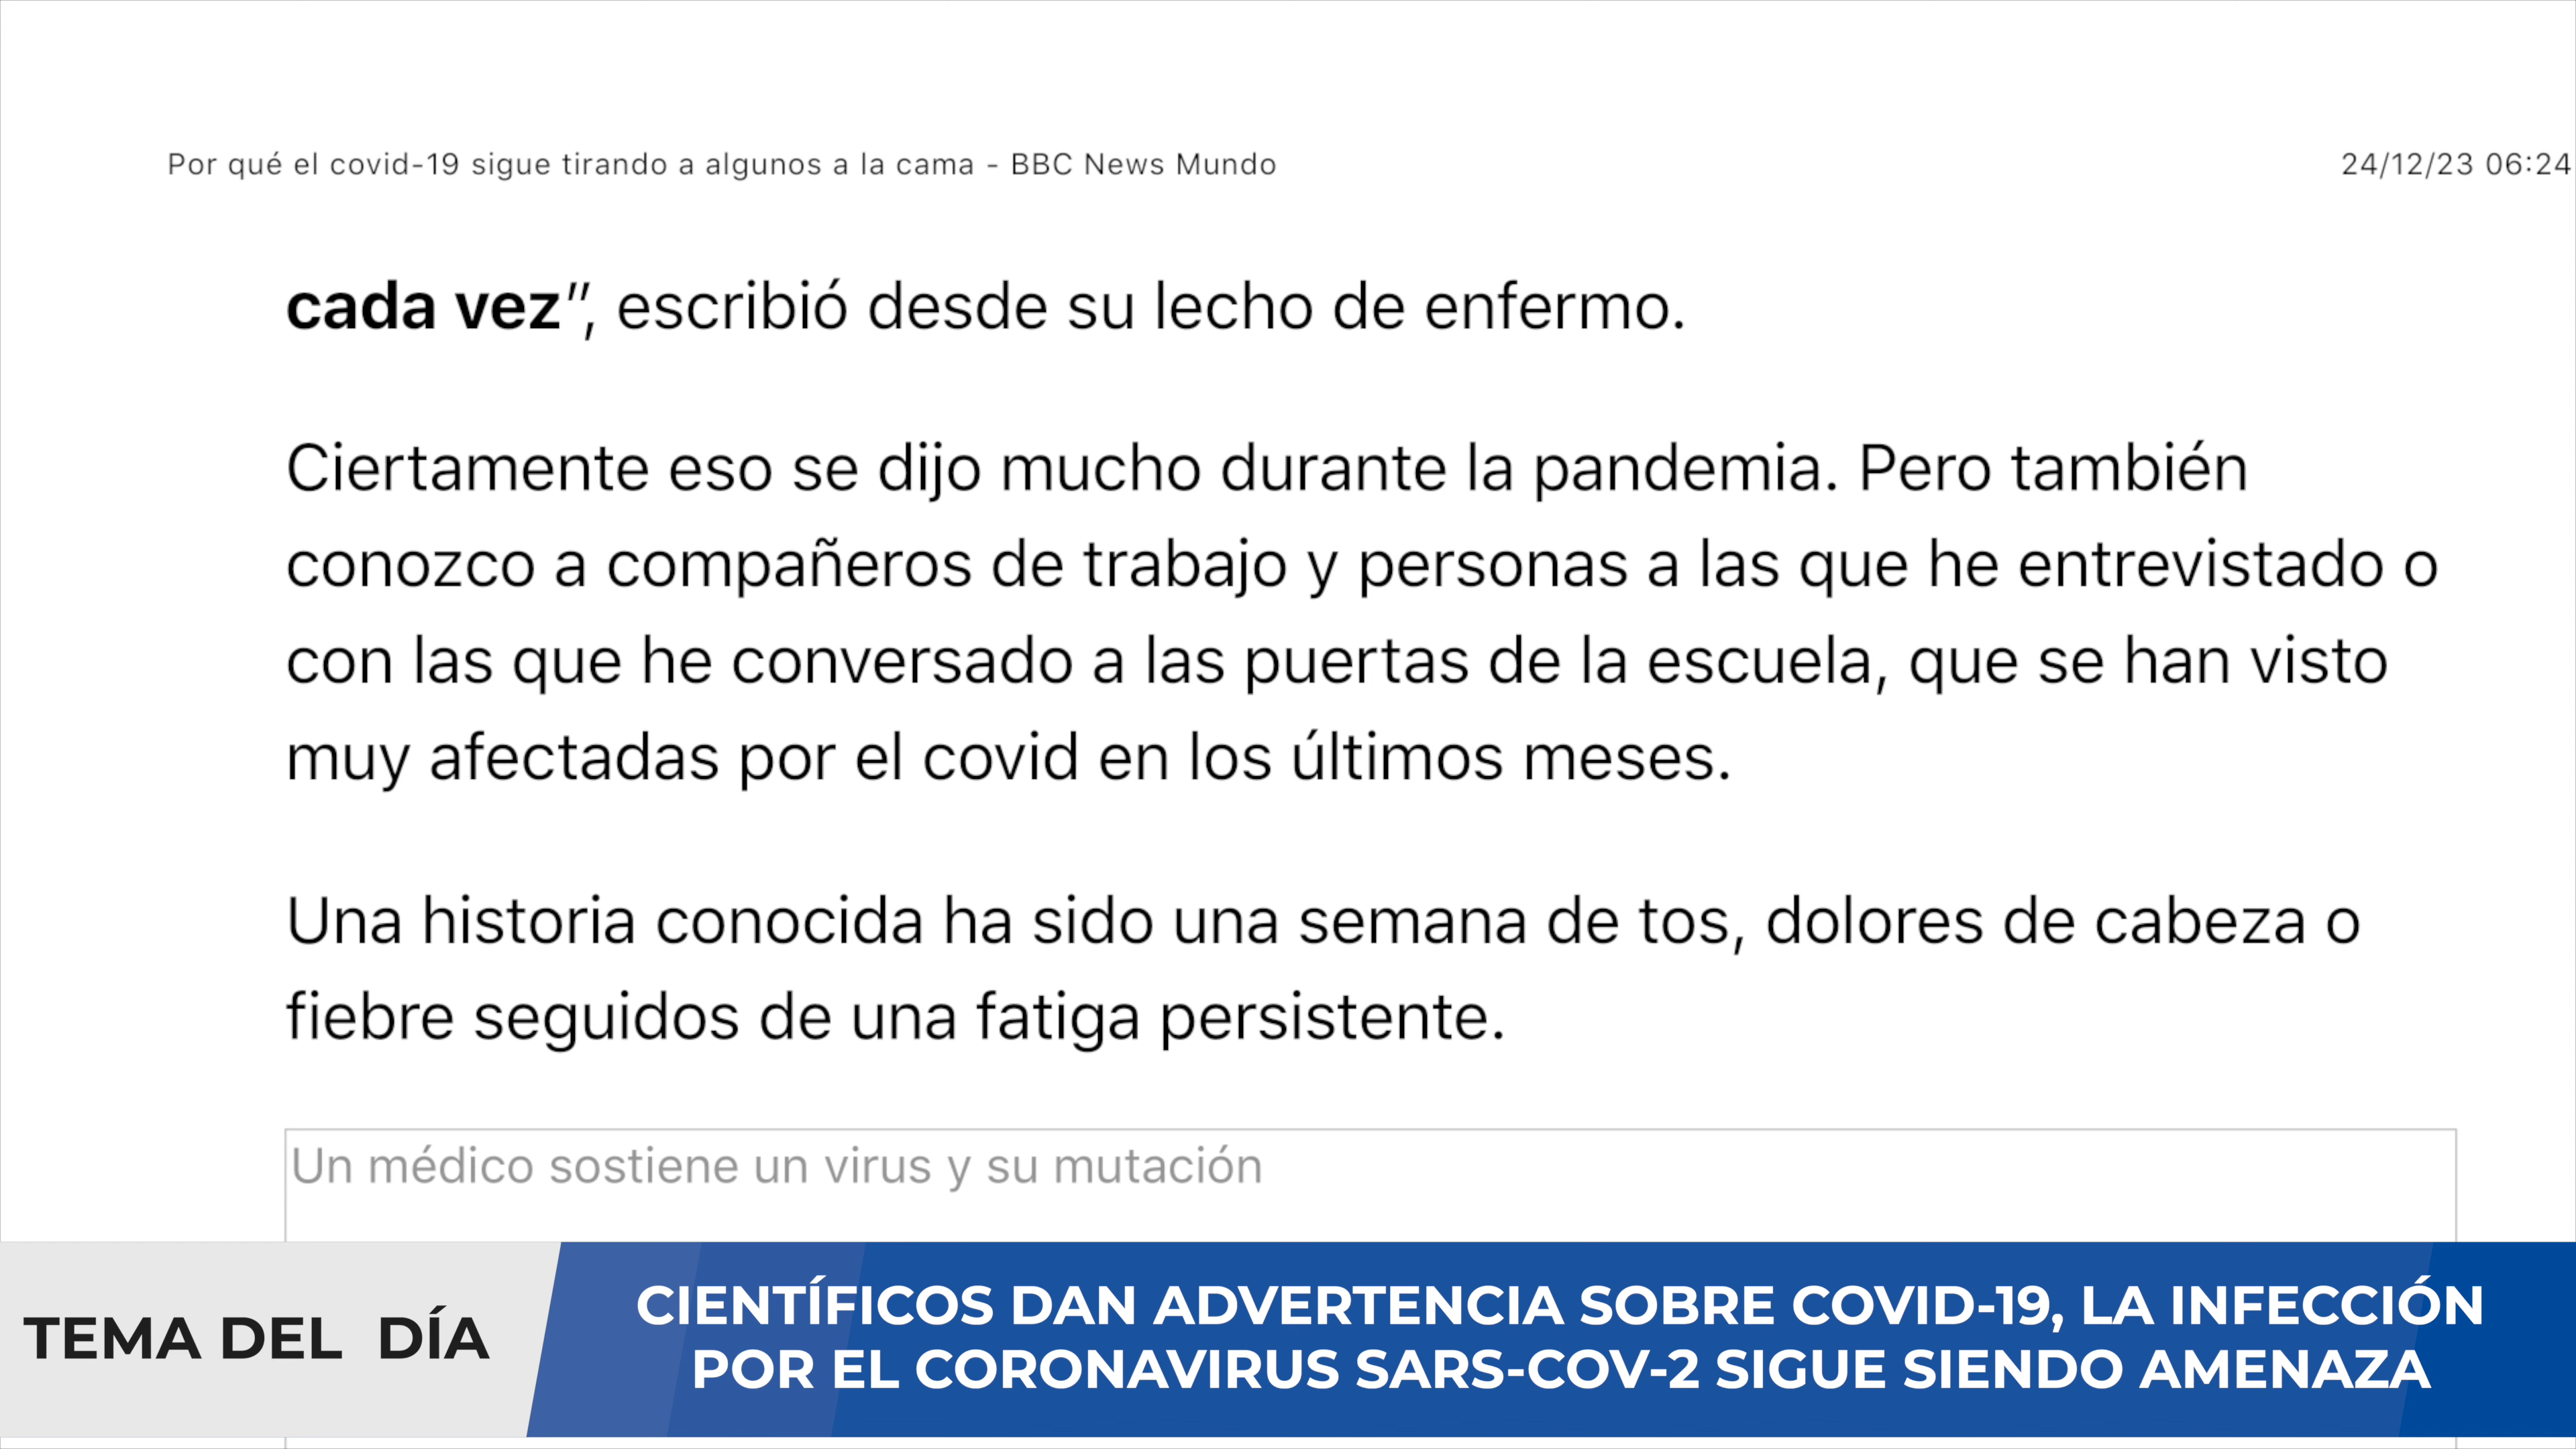 Por qué el covid-19 sigue tirando a algunos a la cama - BBC News Mundo
24/12/23 06:24
cada vez", escribió desde su lecho de enfermo.
Ciertamente eso se dijo mucho durante la pandemia. Pero también
conozco a compañeros de trabajo y personas a las que he entrevistado o
con las que he conversado a las puertas de la escuela, que se han visto
muy afectadas por el covid en los últimos meses.
Una historia conocida ha sido una semana de tos, dolores de cabeza o
fiebre seguidos de una fatiga persistente.
Un médico sostiene un virus y su mutación
TEMA DEL DÍA
CIENTÍFICOS DAN ADVERTENCIA SOBRE COVID-19, LA INFECCIÓN
POR EL CORONAVIRUS SARS-COV-2 SIGUE SIENDO AMENAZA